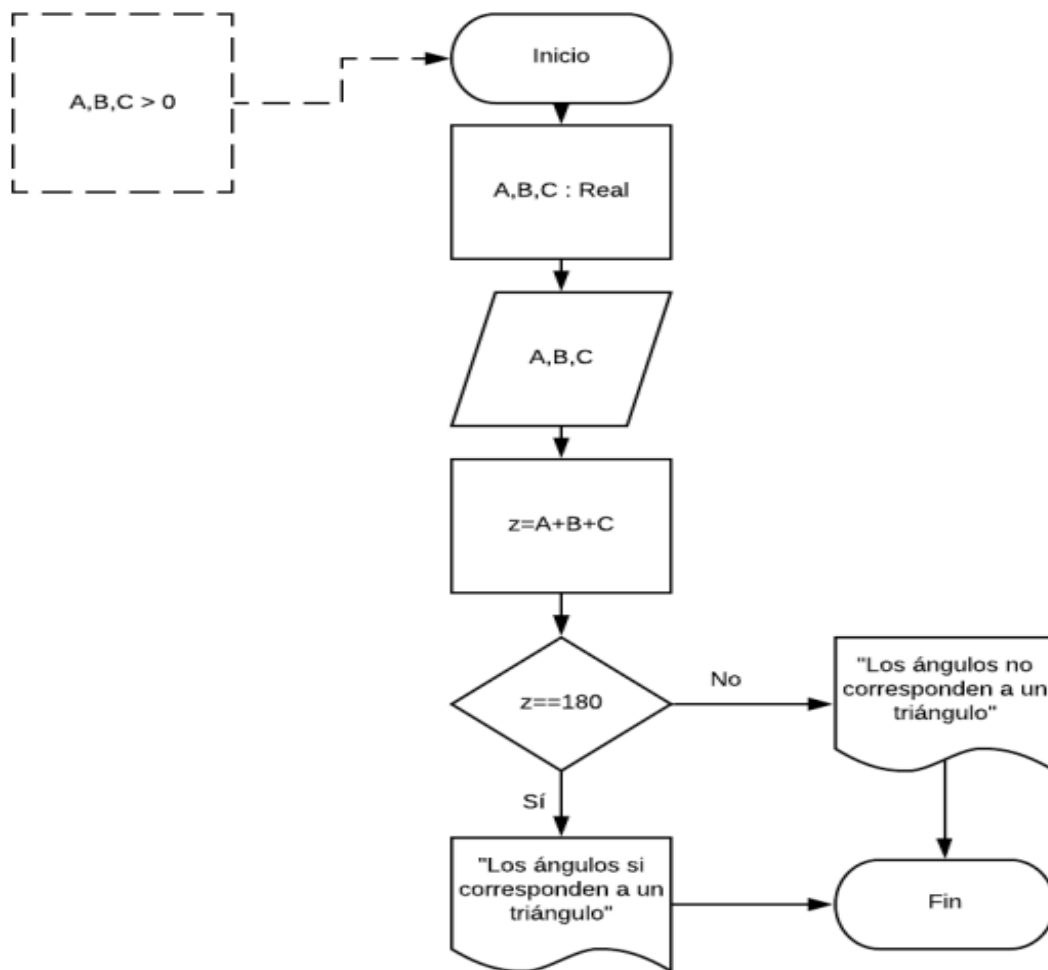 Inicio
A,B,C > 0
A,B,C : Real
A,B,C
z=A+B+C
z==180
No
"Los ángulos no
corresponden a un
triángulo"
Sí
"Los ángulos si
corresponden a un
triángulo"
Fin